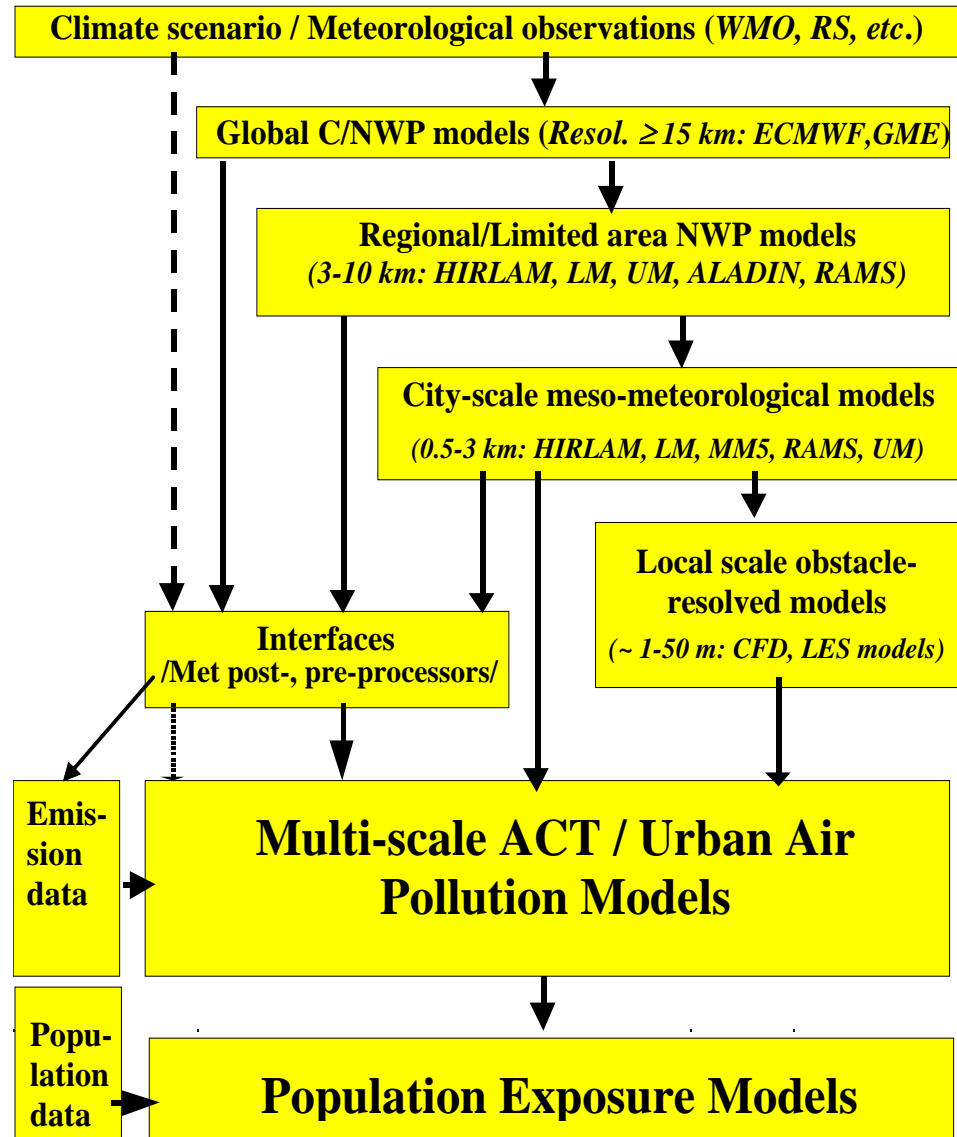 Climate scenario / Meteorological observations (WMO, RS, etc.)
Global C/NWP models (Resol. ≥15 km: ECMWF,GME)
Regional/Limited area NWP models
(3-10 km: HIRLAM, LM, UM, ALADIN, RAMS)
City-scale meso-meteorological models
(0.5-3 km: HIRLAM, LM, MM5, RAMS, UM)
Local scale obstacle-
resolved models
(~ 1-50 m: CFD, LES models)
Interfaces
/Met post-, pre-processors/
Emis-
sion
data
Multi-scale ACT / Urban Air
Pollution Models
Popu-
lation
data
Population Exposure Models